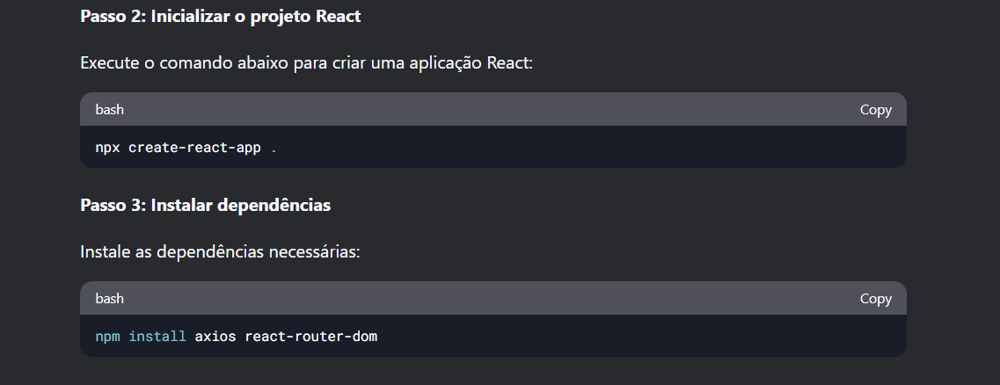 Passo 2: Inicializar o projeto React
Execute o comando abaixo para criar uma aplicação React:
bash
Copy
npx create-react-app .
Passo 3: Instalar dependências
Instale as dependências necessárias:
bash
Copy
npm install axios react-router-dom